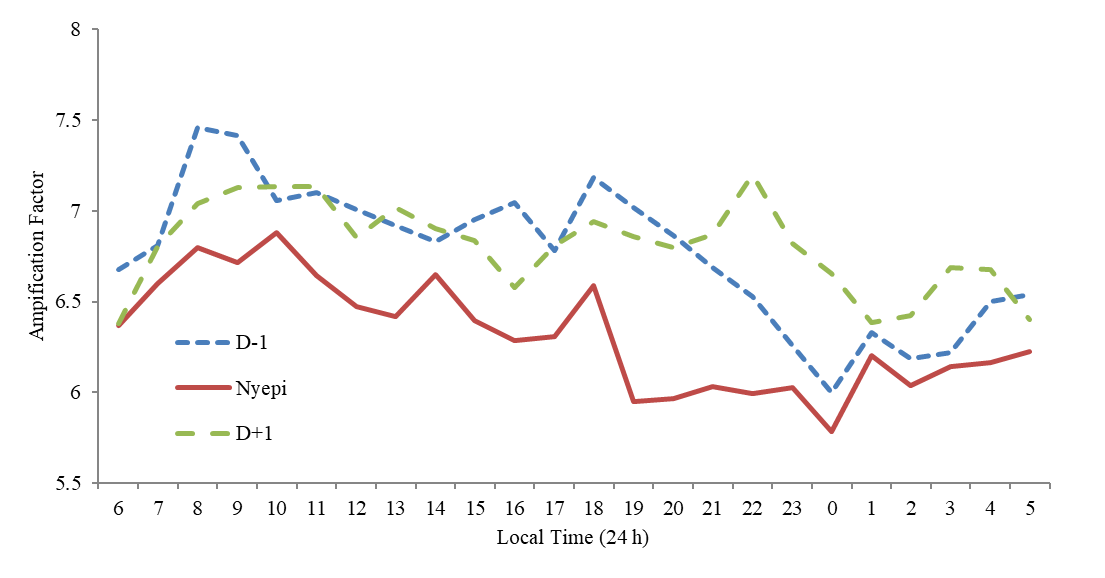 8
7.5
7
6.5
6
5.5
Ampification Factor
D-1
Nyepi
D+1
6 7 8 9 10 11 12 13 14 15 16 17 18 19 20 21 22 23 0 1 2 3 4 5
Local Time (24 h)